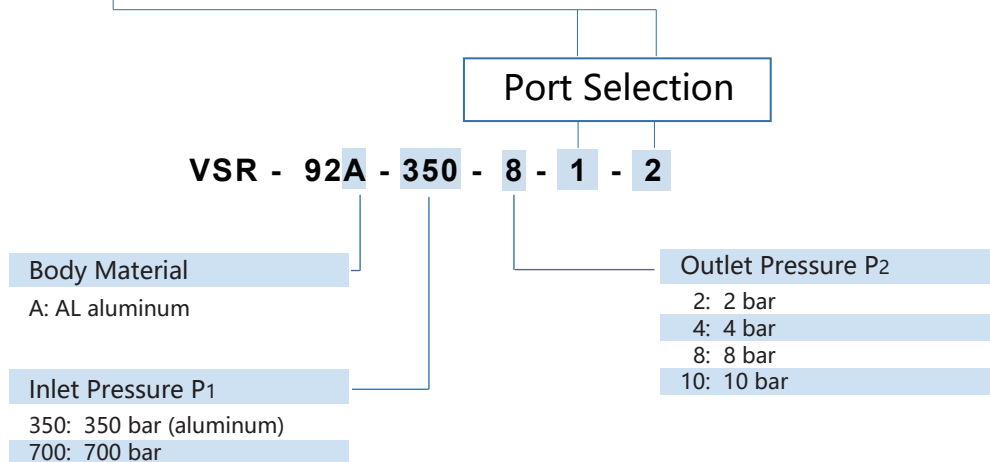 Port Selection
VSR - 92A - 350 - 8 - 1 - 2
Body Material
A: AL aluminum
Inlet Pressure P1
350: 350 bar (aluminum)
700: 700 bar
Outlet Pressure P2
2: 2 bar
4: 4 bar
8: 8 bar
10: 10 bar